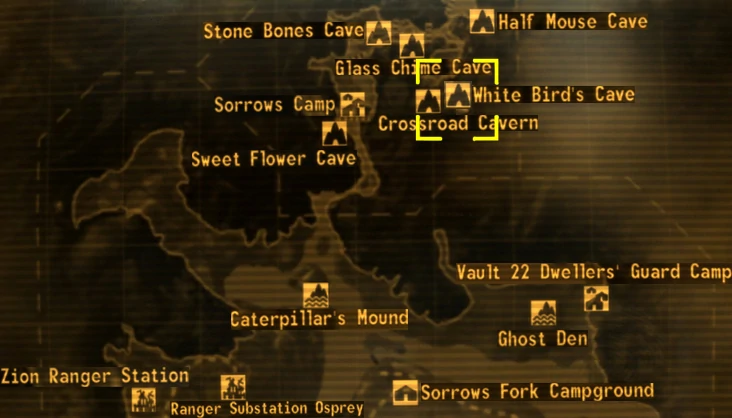 Half Mouse Cave
Stone Bones Cave
Glass Chime Cave
White Bird's Cave
Sorrows Camp
Crossroad Cavern
Sweet Flower Cave
Vault 22 Dwellers' Guard Camp
Caterpillar's Mound
Ghost Den
Zion Ranger Station
Sorrows Fork Campground
Ranger Substation Osprey